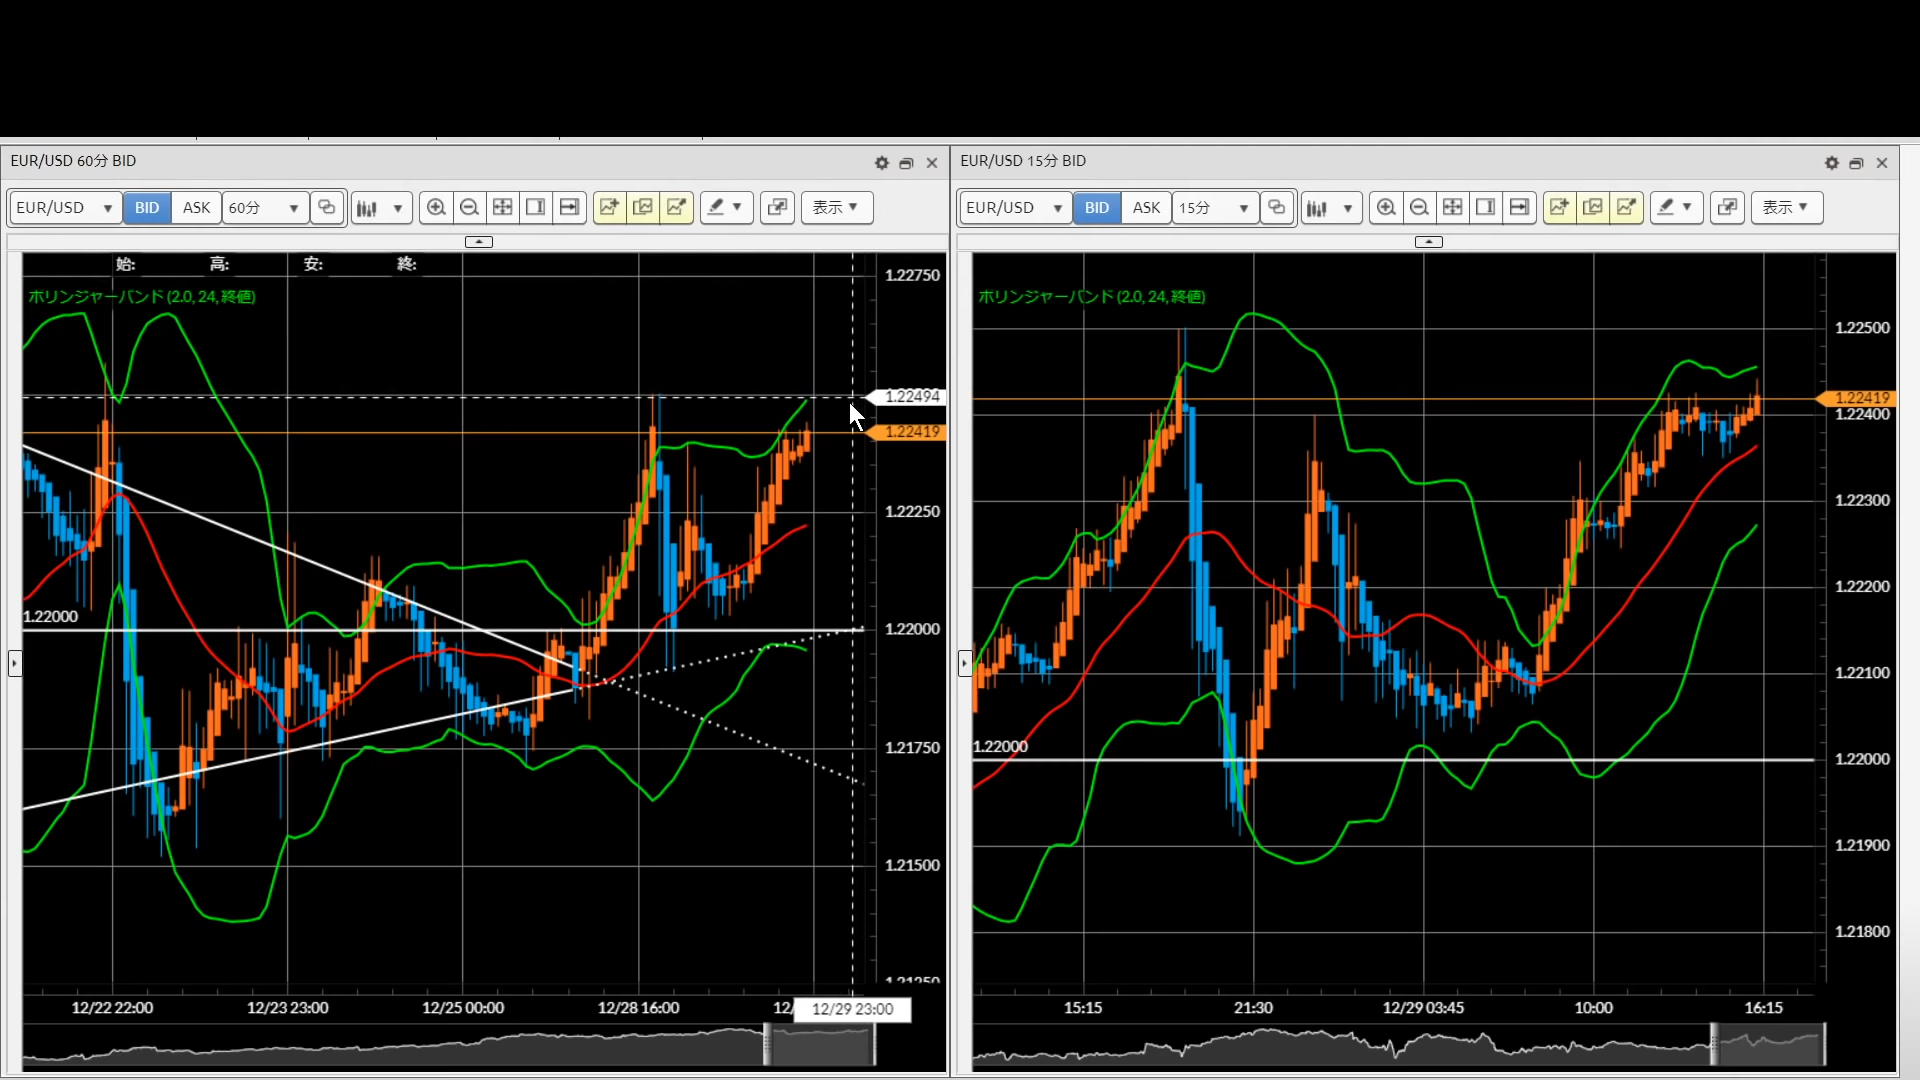 EUR/USD 60分 BID
EUR/USD BID ASK 60分 表示
始: 高: 安: 終:
ボリンジャーバンド (2.0, 24, 終値)
1.22750
1.22494
1.22419
1.22250
1.22000
1.22000
1.21750
1.21500
1.21250
12/22 22:00 12/23 23:00 12/25 00:00 12/28 16:00 12/ 12/29 23:00
EUR/USD 15分 BID
EUR/USD BID ASK 15分 表示
ボリンジャーバンド (2.0, 24, 終値)
1.22500
1.22419
1.22400
1.22300
1.22200
1.22100
1.22000
1.22000
1.21900
1.21800
15:15 21:30 12/29 03:45 10:00 16:15